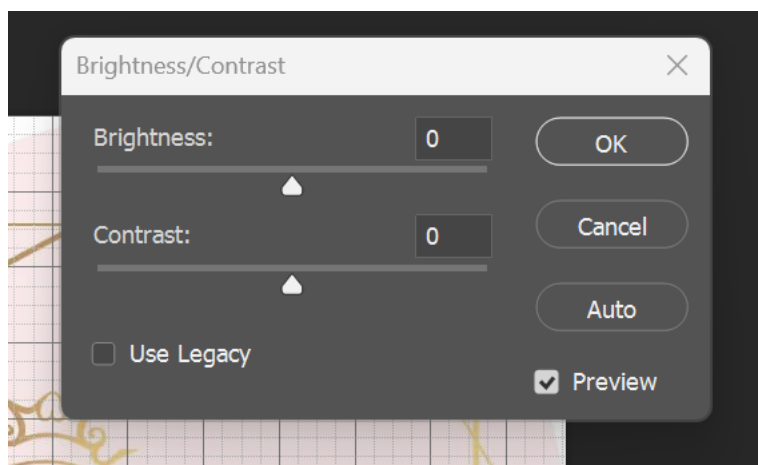 Brightness/Contrast
Brightness:
0
OK
Contrast:
0
Cancel
Auto
Use Legacy
Preview